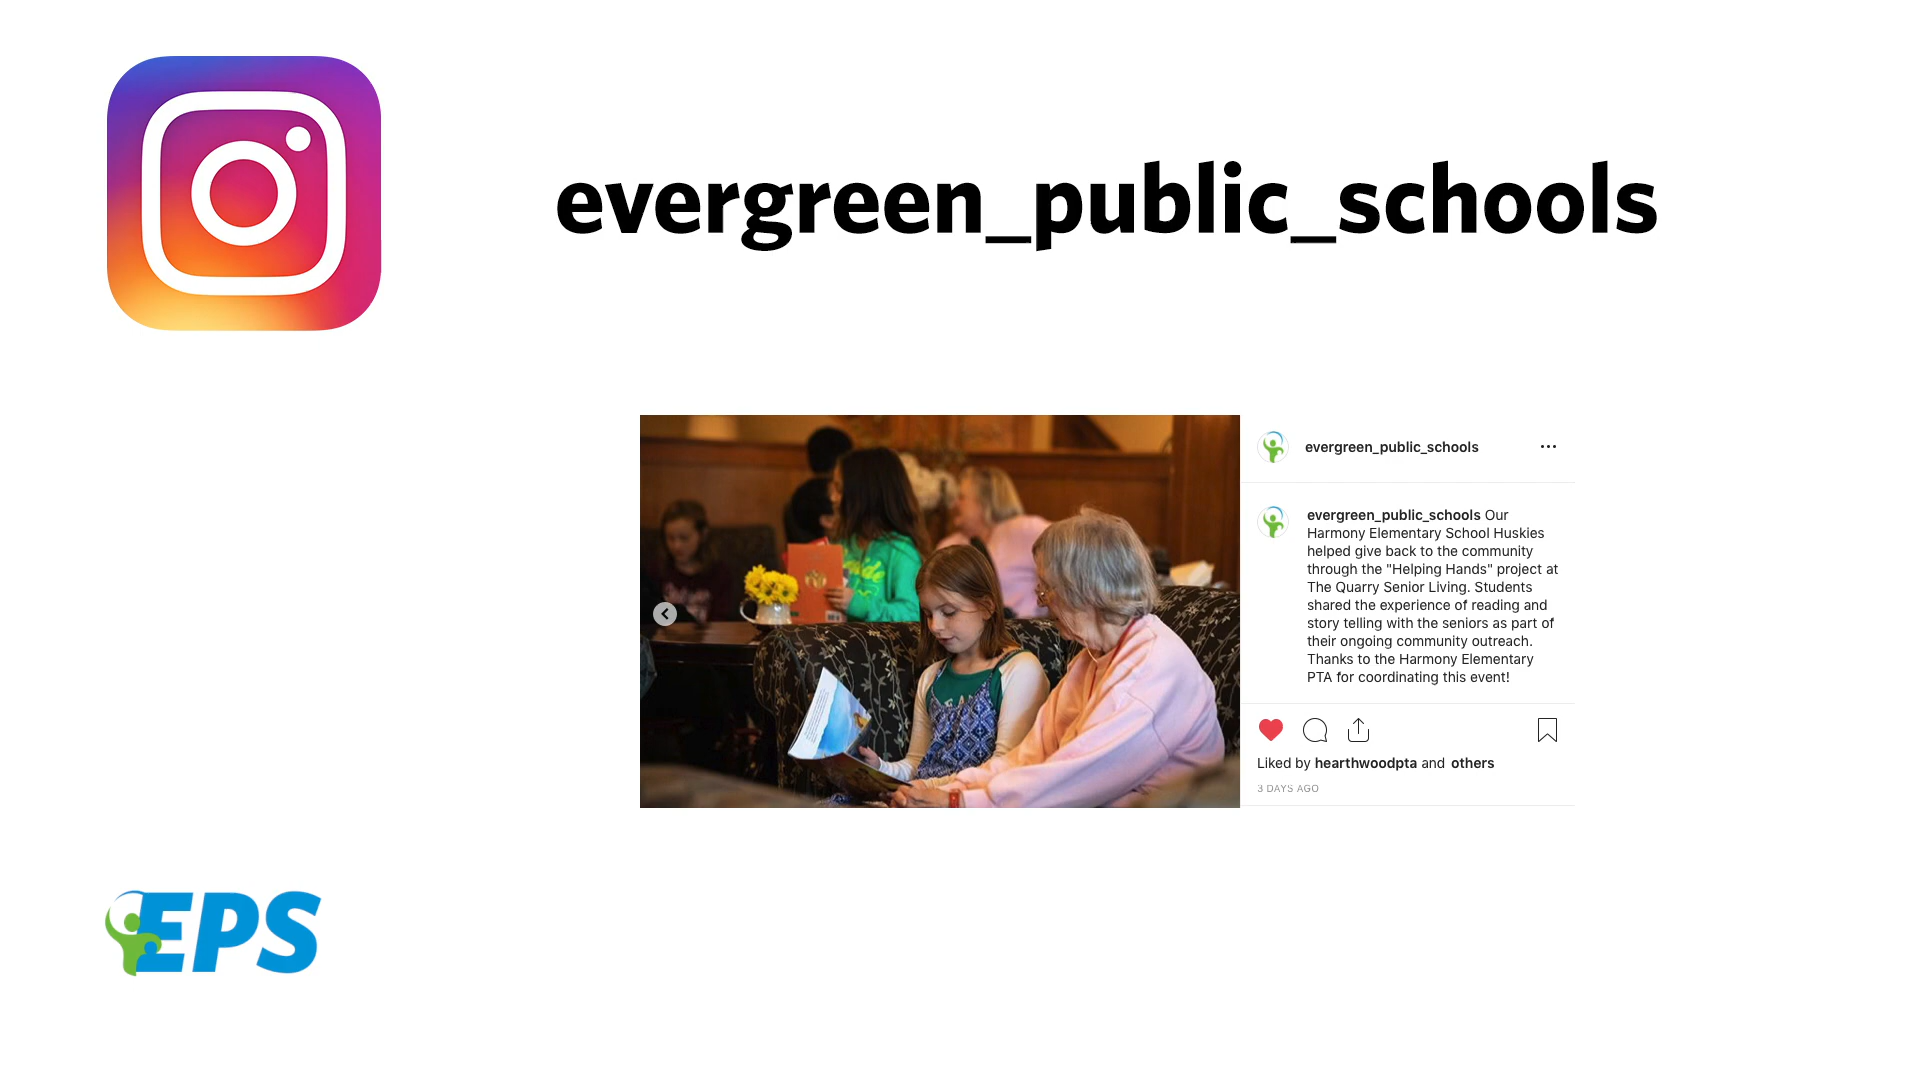 evergreen_public_schools
evergreen_public_schools
evergreen_public_schools Our
Harmony Elementary School Huskies
helped give back to the community
through the "Helping Hands" project at
The Quarry Senior Living. Students
shared the experience of reading and
story telling with the seniors as part of
their ongoing community outreach.
Thanks to the Harmony Elementary
PTA for coordinating this event!
Liked by hearthwoodpta and others
3 DAYS AGO
EPS